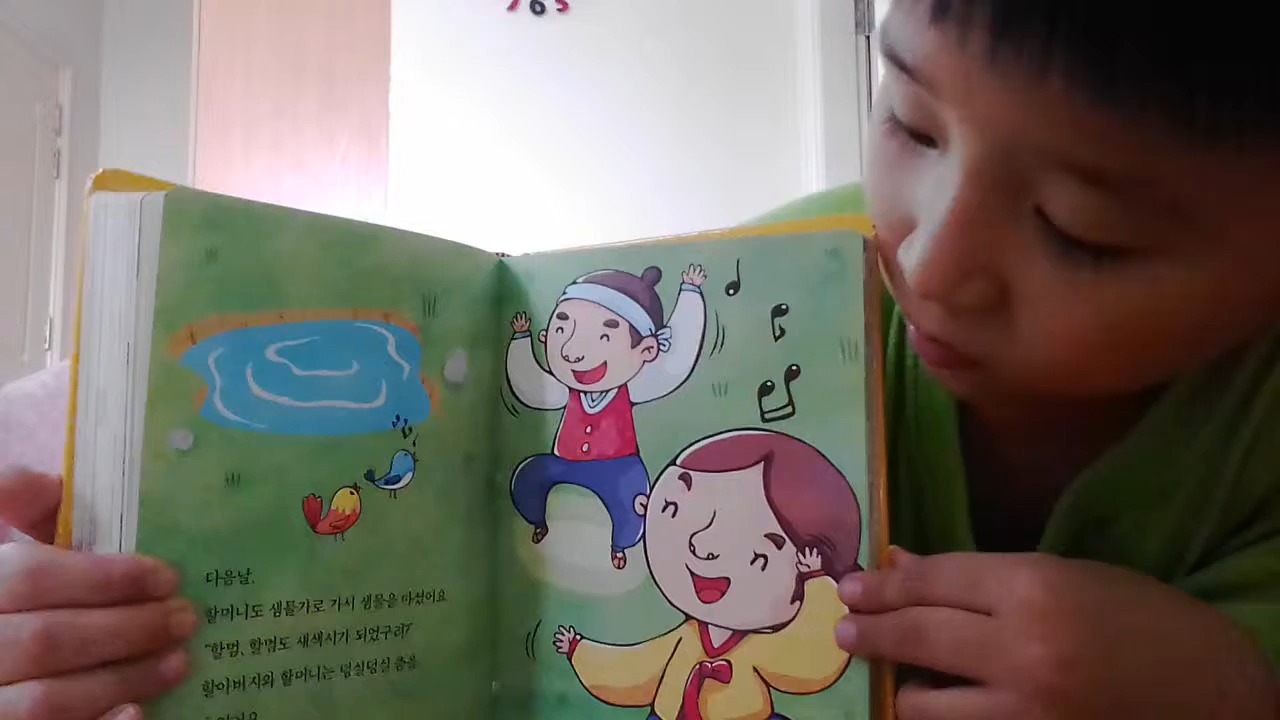 다음날,
할머니도 샘물가로 가서 샘물을 마셨어요
"할멈, 할멈도 새색시가 되었구려!"
할아버지와 할머니는 덩실덩실 춤을